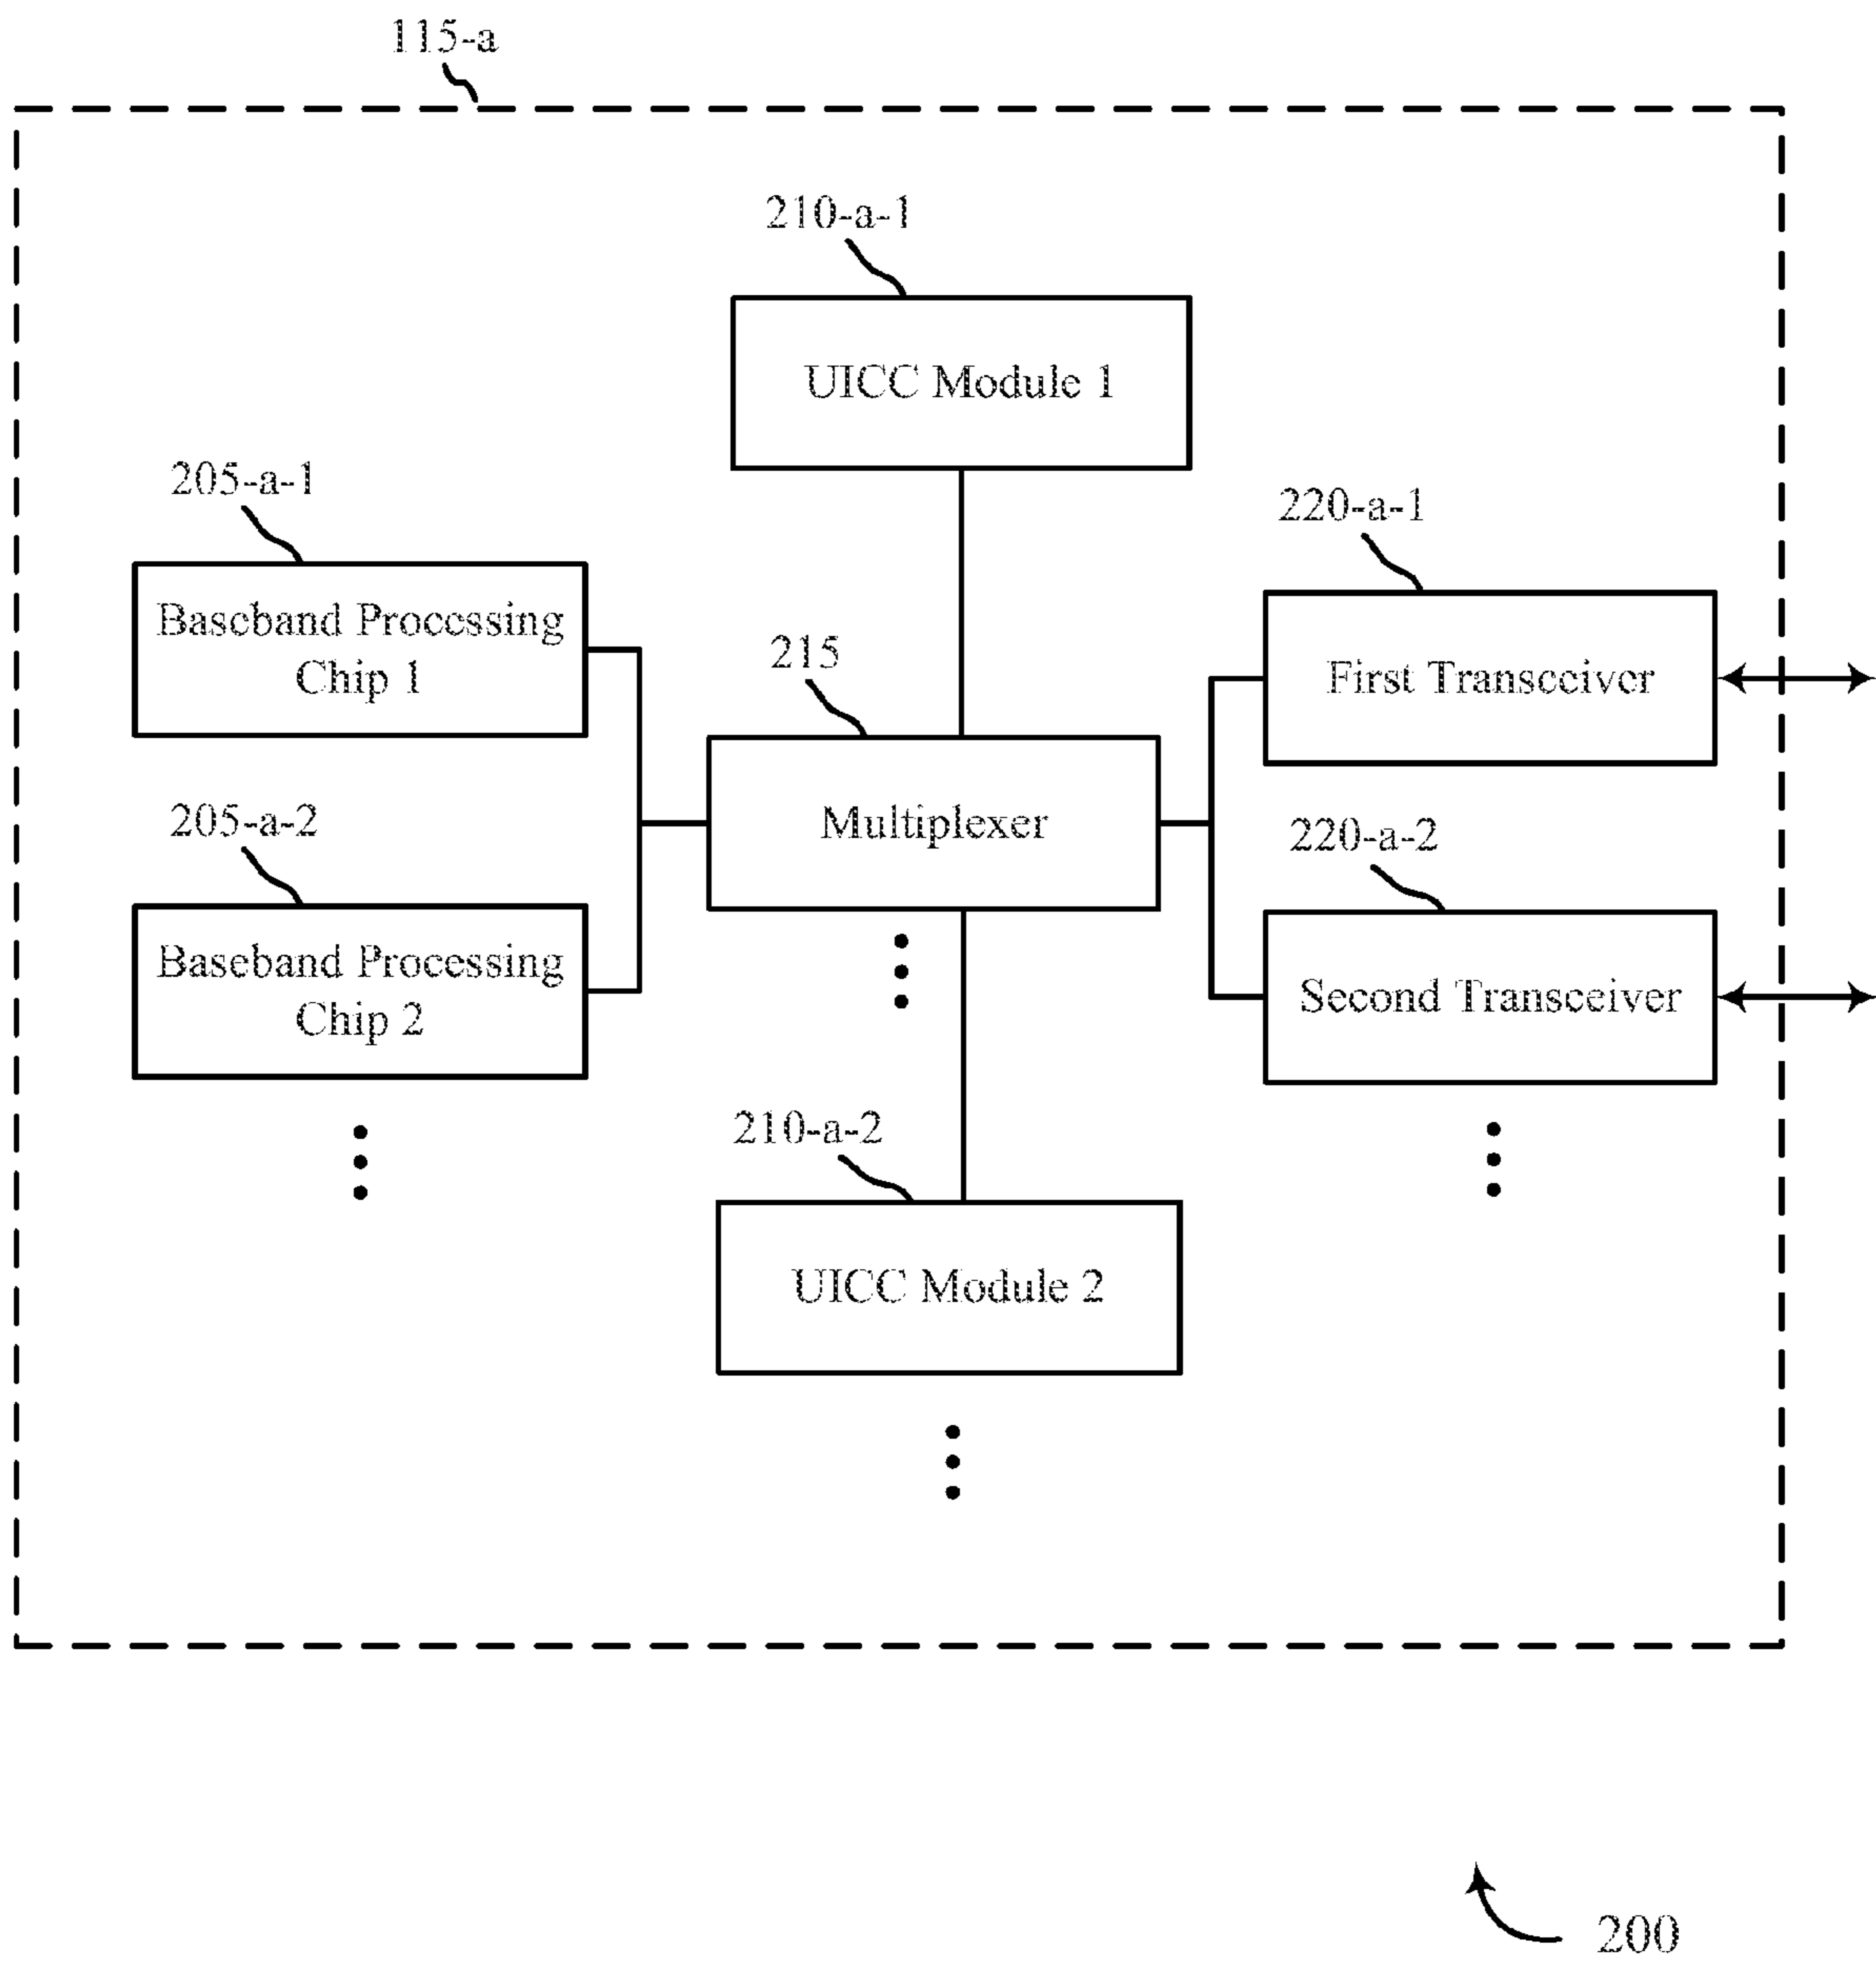 115-a
210-a-1
UICC Module 1
205-a-1
Baseband Processing
Chip 1
220-a-1
First Transceiver
215
Multiplexer
205-a-2
Baseband Processing
Chip 2
220-a-2
Second Transceiver
210-a-2
UICC Module 2
200